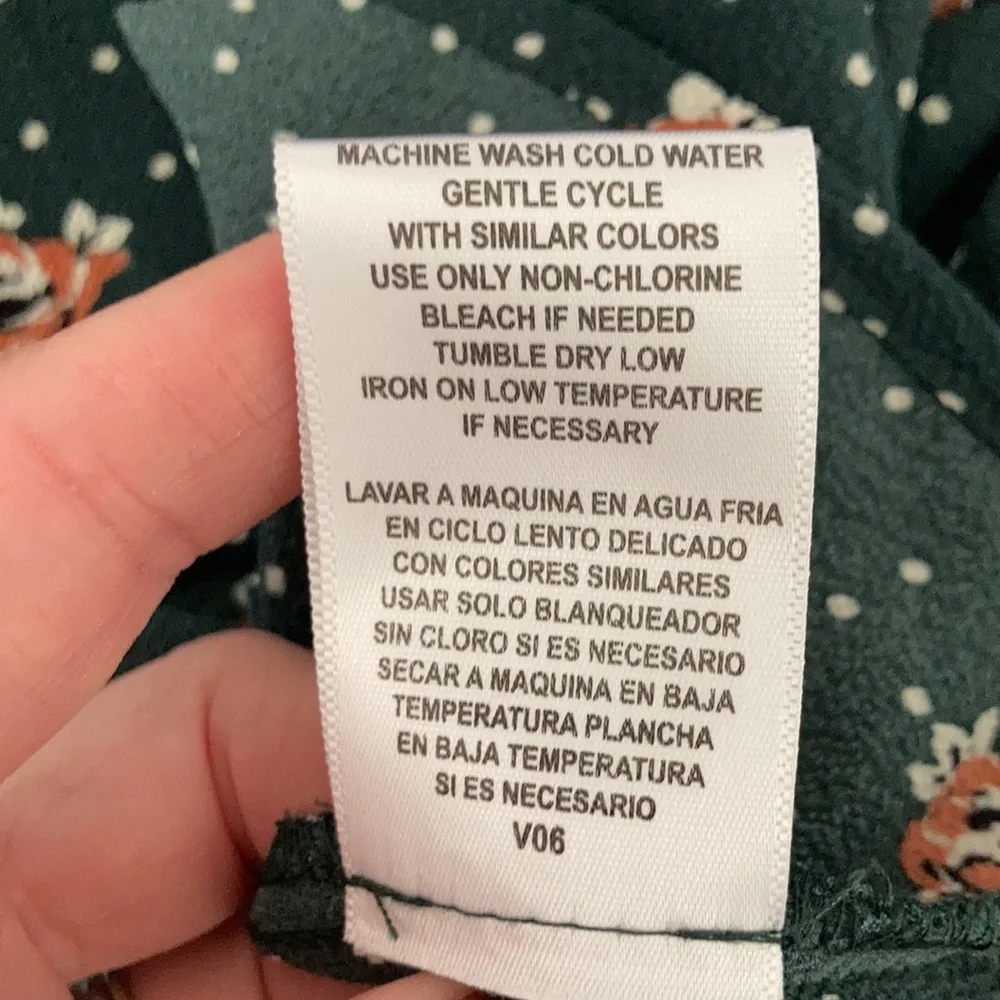 MACHINE WASH COLD WATER
GENTLE CYCLE
WITH SIMILAR COLORS
USE ONLY NON-CHLORINE
BLEACH IF NEEDED
TUMBLE DRY LOW
IRON ON LOW TEMPERATURE
IF NECESSARY
LAVAR A MAQUINA EN AGUA FRIA
EN CICLO LENTO DELICADO
CON COLORES SIMILARES
USAR SOLO BLANQUEADOR
SIN CLORO SI ES NECESARIO
SECAR A MAQUINA EN BAJA
TEMPERATURA PLANCHA
EN BAJA TEMPERATURA
SI ES NECESARIO
V06